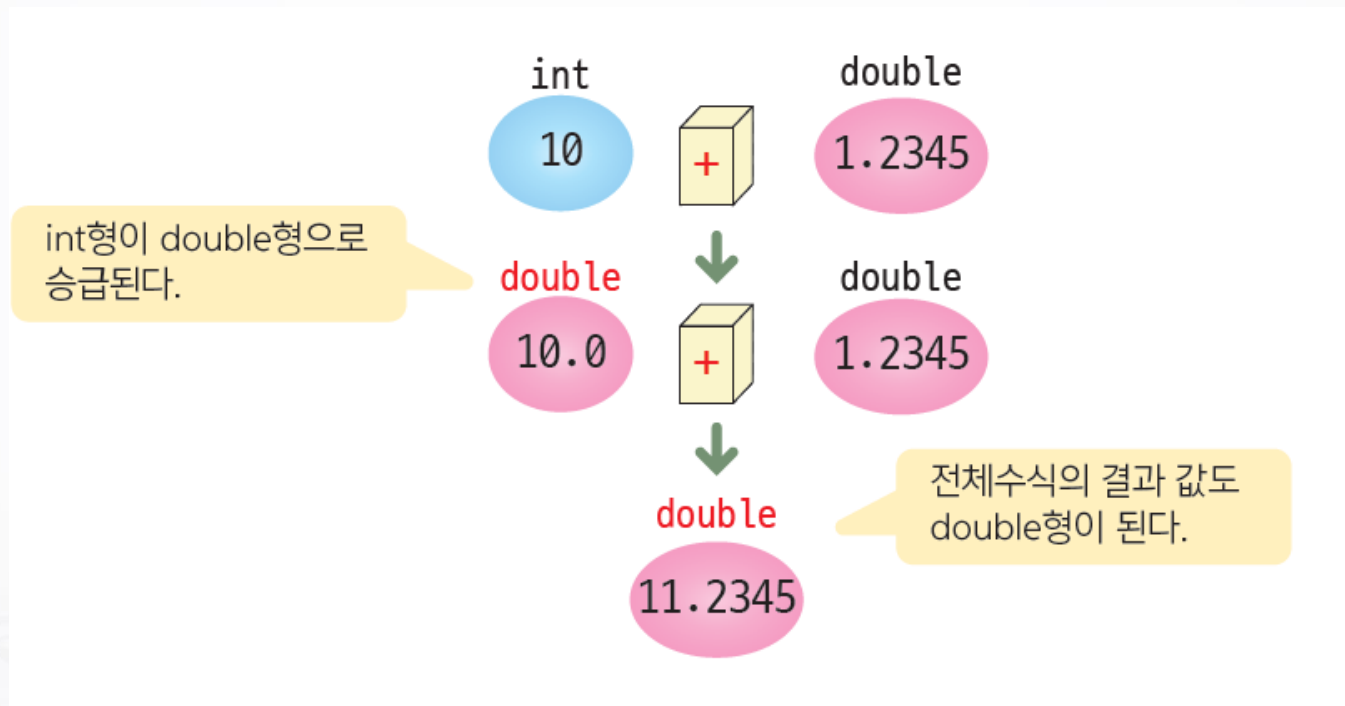 int
double
10
+
1.2345
int형이 double형으로
승급된다.
double
double
10.0
+
1.2345
전체수식의 결과 값도
double형이 된다.
double
11.2345